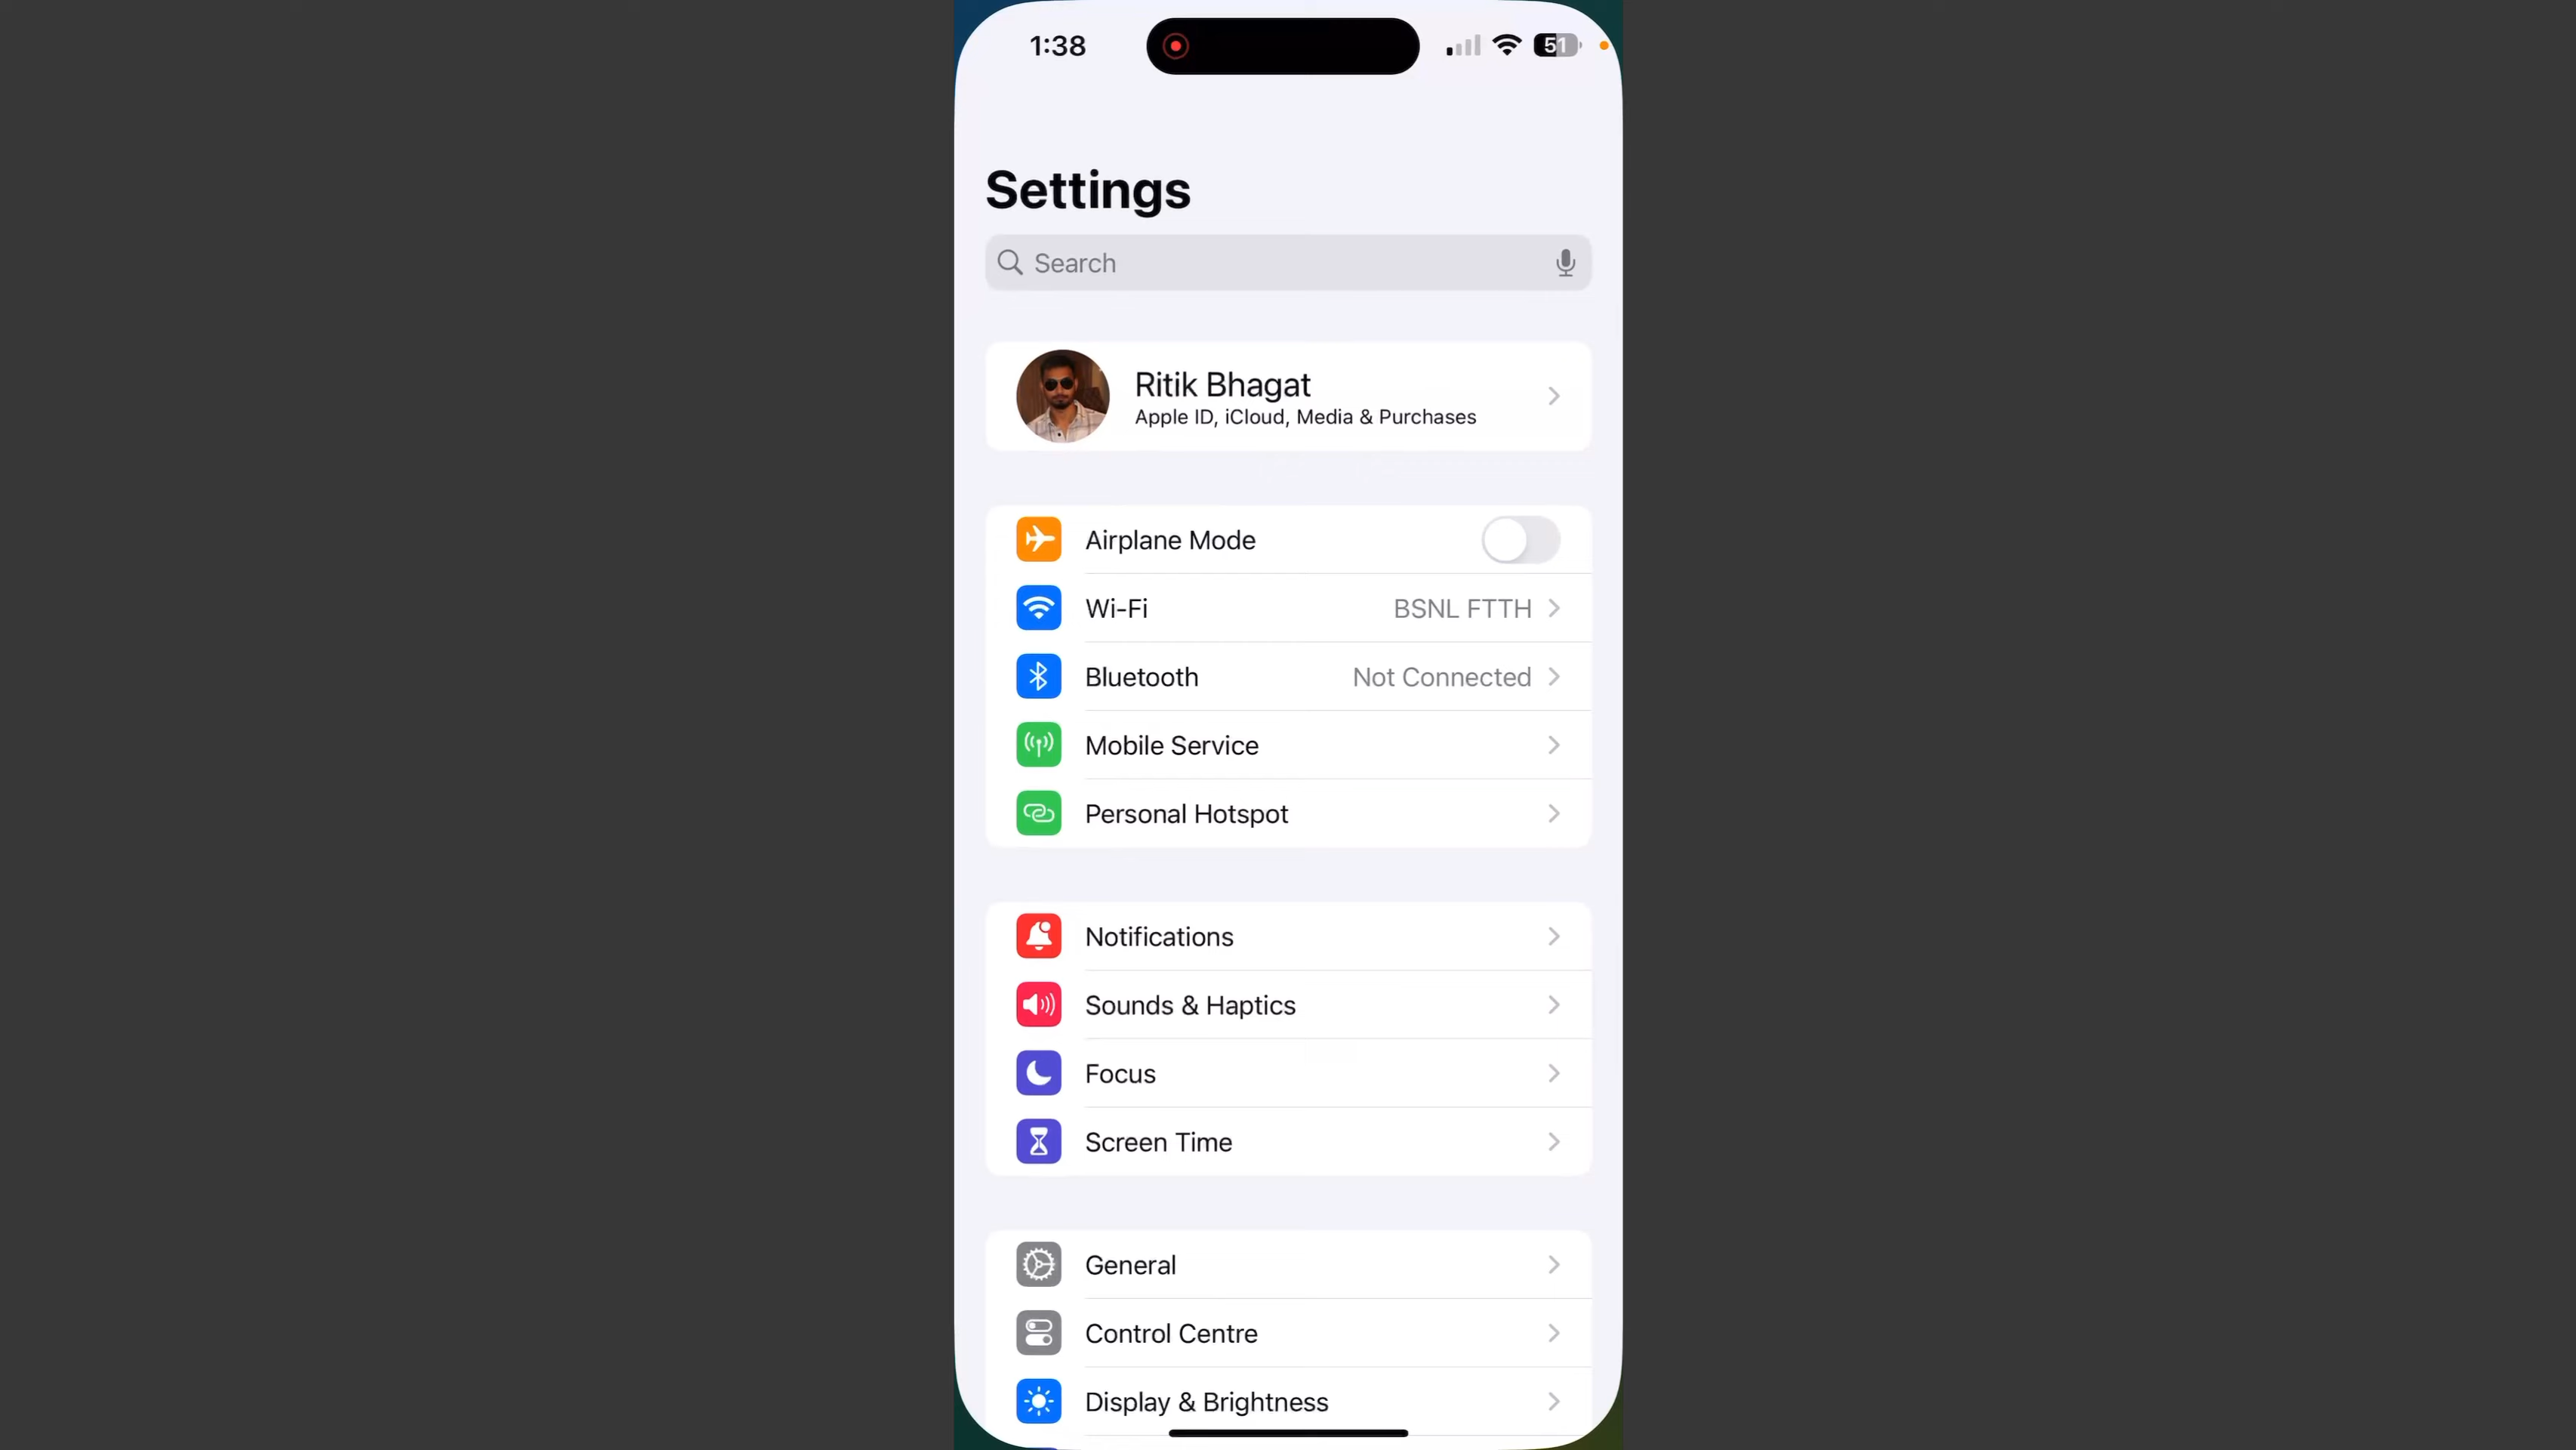 1:38
51
Settings
Search
Ritik Bhagat
Apple ID, iCloud, Media & Purchases
Airplane Mode
Wi-Fi BSNL FTTH
Bluetooth Not Connected
Mobile Service
Personal Hotspot
Notifications
Sounds & Haptics
Focus
Screen Time
General
Control Centre
Display & Brightness